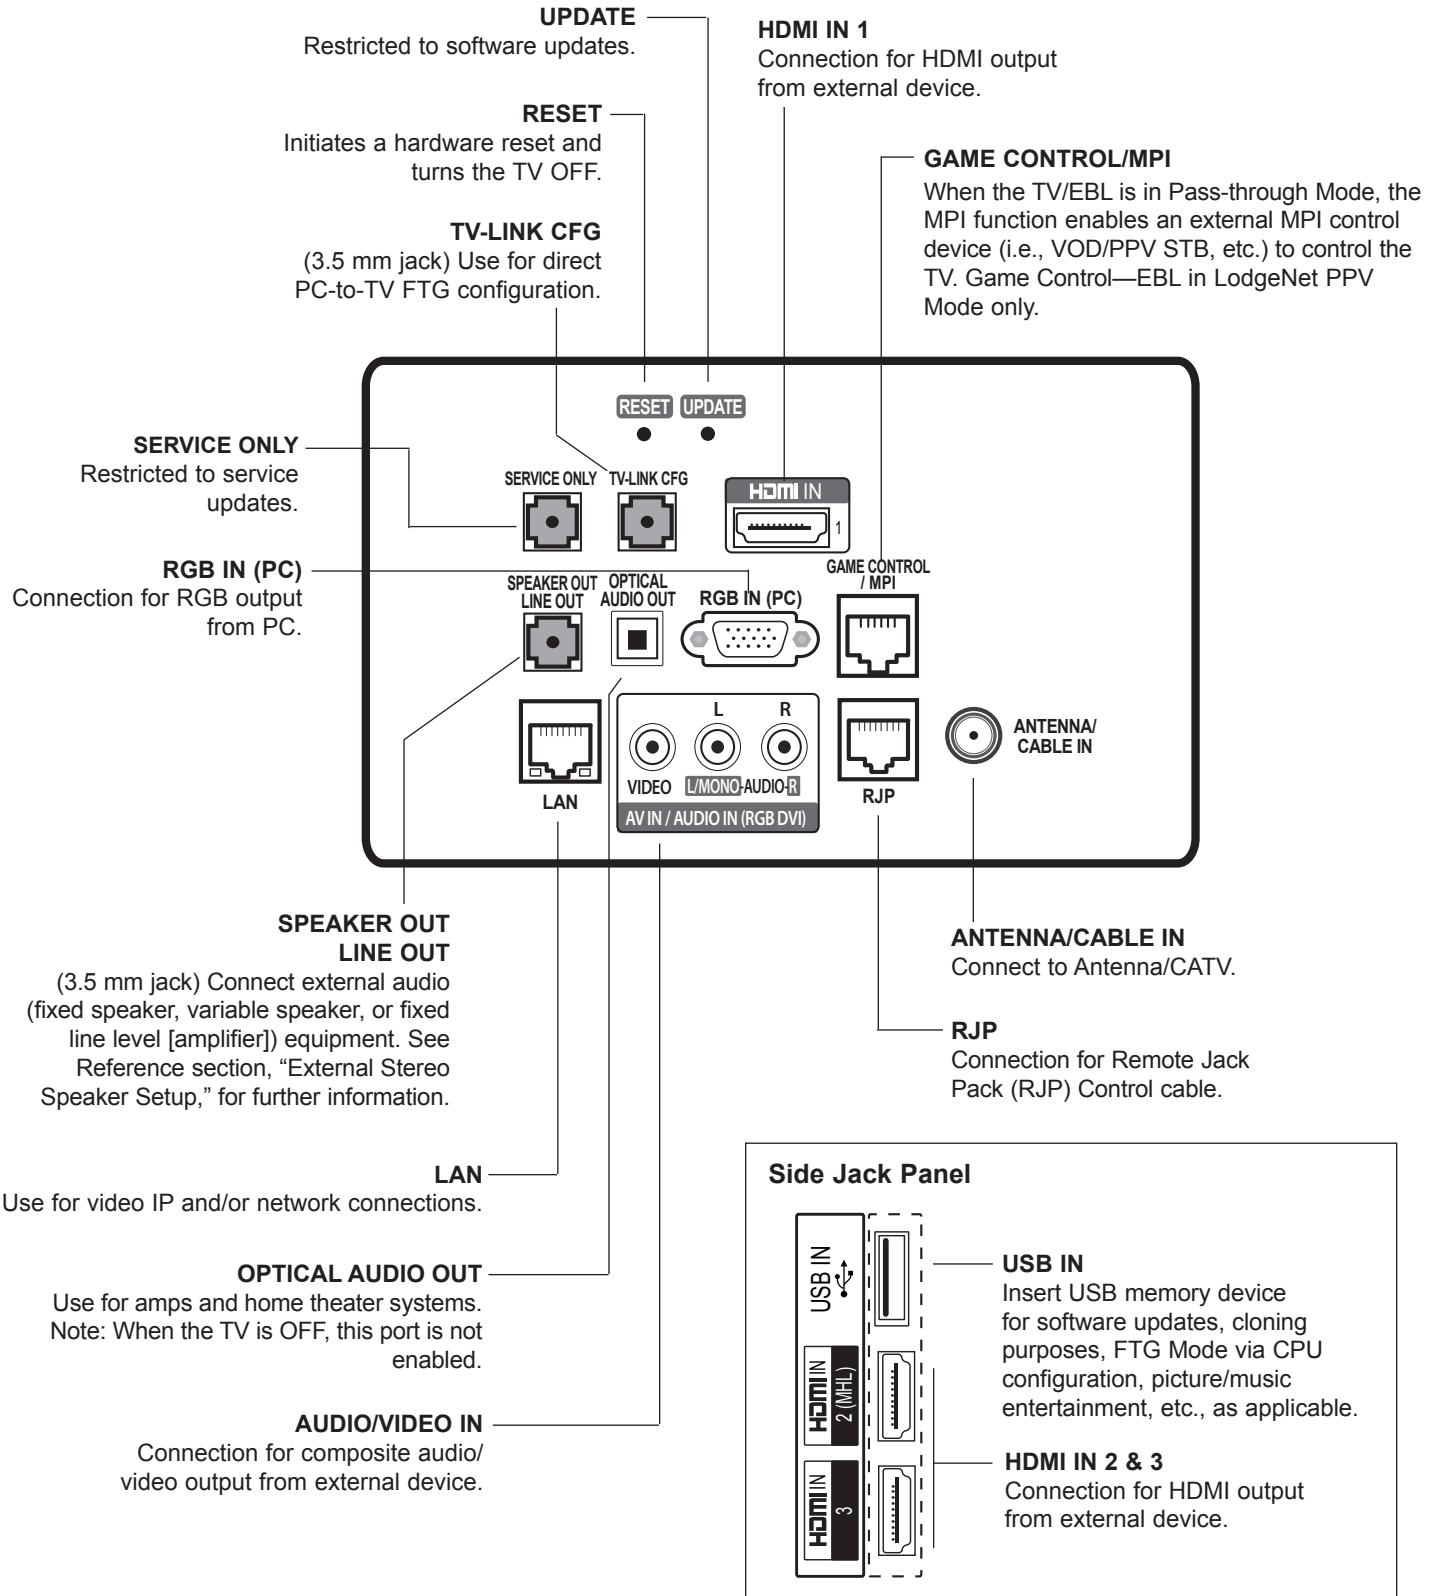 UPDATE
Restricted to software updates.
HDMI IN 1
Connection for HDMI output
from external device.
RESET
Initiates a hardware reset and
turns the TV OFF.
GAME CONTROL/MPI
When the TV/EBL is in Pass-through Mode, the
MPI function enables an external MPI control
device (i.e., VOD/PPV STB, etc.) to control the
TV. Game Control—EBL in LodgeNet PPV
Mode only.
TV-LINK CFG
(3.5 mm jack) Use for direct
PC-to-TV FTG configuration.
SERVICE ONLY
Restricted to service
updates.
RGB IN (PC)
Connection for RGB output
from PC.
RESET UPDATE
SERVICE ONLY TV-LINK CFG
HDMI IN
1
SPEAKER OUT
LINE OUT
OPTICAL
AUDIO OUT
RGB IN (PC)
GAME CONTROL
/ MPI
LAN
L R
VIDEO L/MONO-AUDIO-R
AV IN / AUDIO IN (RGB DVI)
RJP
ANTENNA/
CABLE IN
SPEAKER OUT
LINE OUT
(3.5 mm jack) Connect external audio
(fixed speaker, variable speaker, or fixed
line level [amplifier]) equipment. See
Reference section, “External Stereo
Speaker Setup,” for further information.
ANTENNA/CABLE IN
Connect to Antenna/CATV.
RJP
Connection for Remote Jack
Pack (RJP) Control cable.
LAN
Use for video IP and/or network connections.
OPTICAL AUDIO OUT
Use for amps and home theater systems.
Note: When the TV is OFF, this port is not
enabled.
AUDIO/VIDEO IN
Connection for composite audio/
video output from external device.
Side Jack Panel
USB IN
HDMI IN
2 (MHL)
HDMI IN
3
USB IN
Insert USB memory device
for software updates, cloning
purposes, FTG Mode via CPU
configuration, picture/music
entertainment, etc., as applicable.
HDMI IN 2 & 3
Connection for HDMI output
from external device.